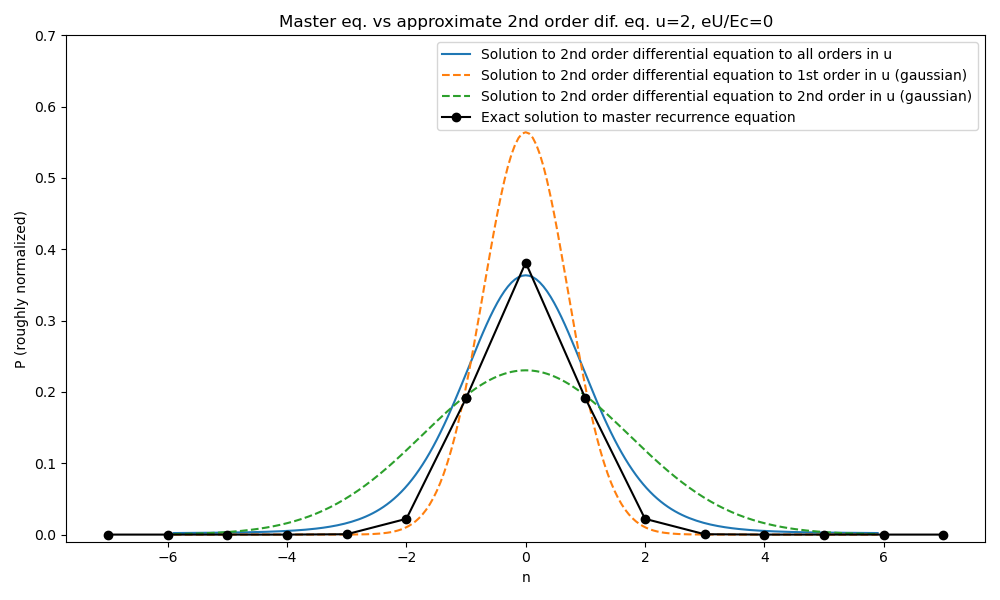 Master eq. vs approximate 2nd order dif. eq. u=2, eU/Ec=0
Solution to 2nd order differential equation to all orders in u
Solution to 2nd order differential equation to 1st order in u (gaussian)
Solution to 2nd order differential equation to 2nd order in u (gaussian)
Exact solution to master recurrence equation
P (roughly normalized)
0.7
0.6
0.5
0.4
0.3
0.2
0.1
0.0
−6 −4 −2 0 2 4 6
n